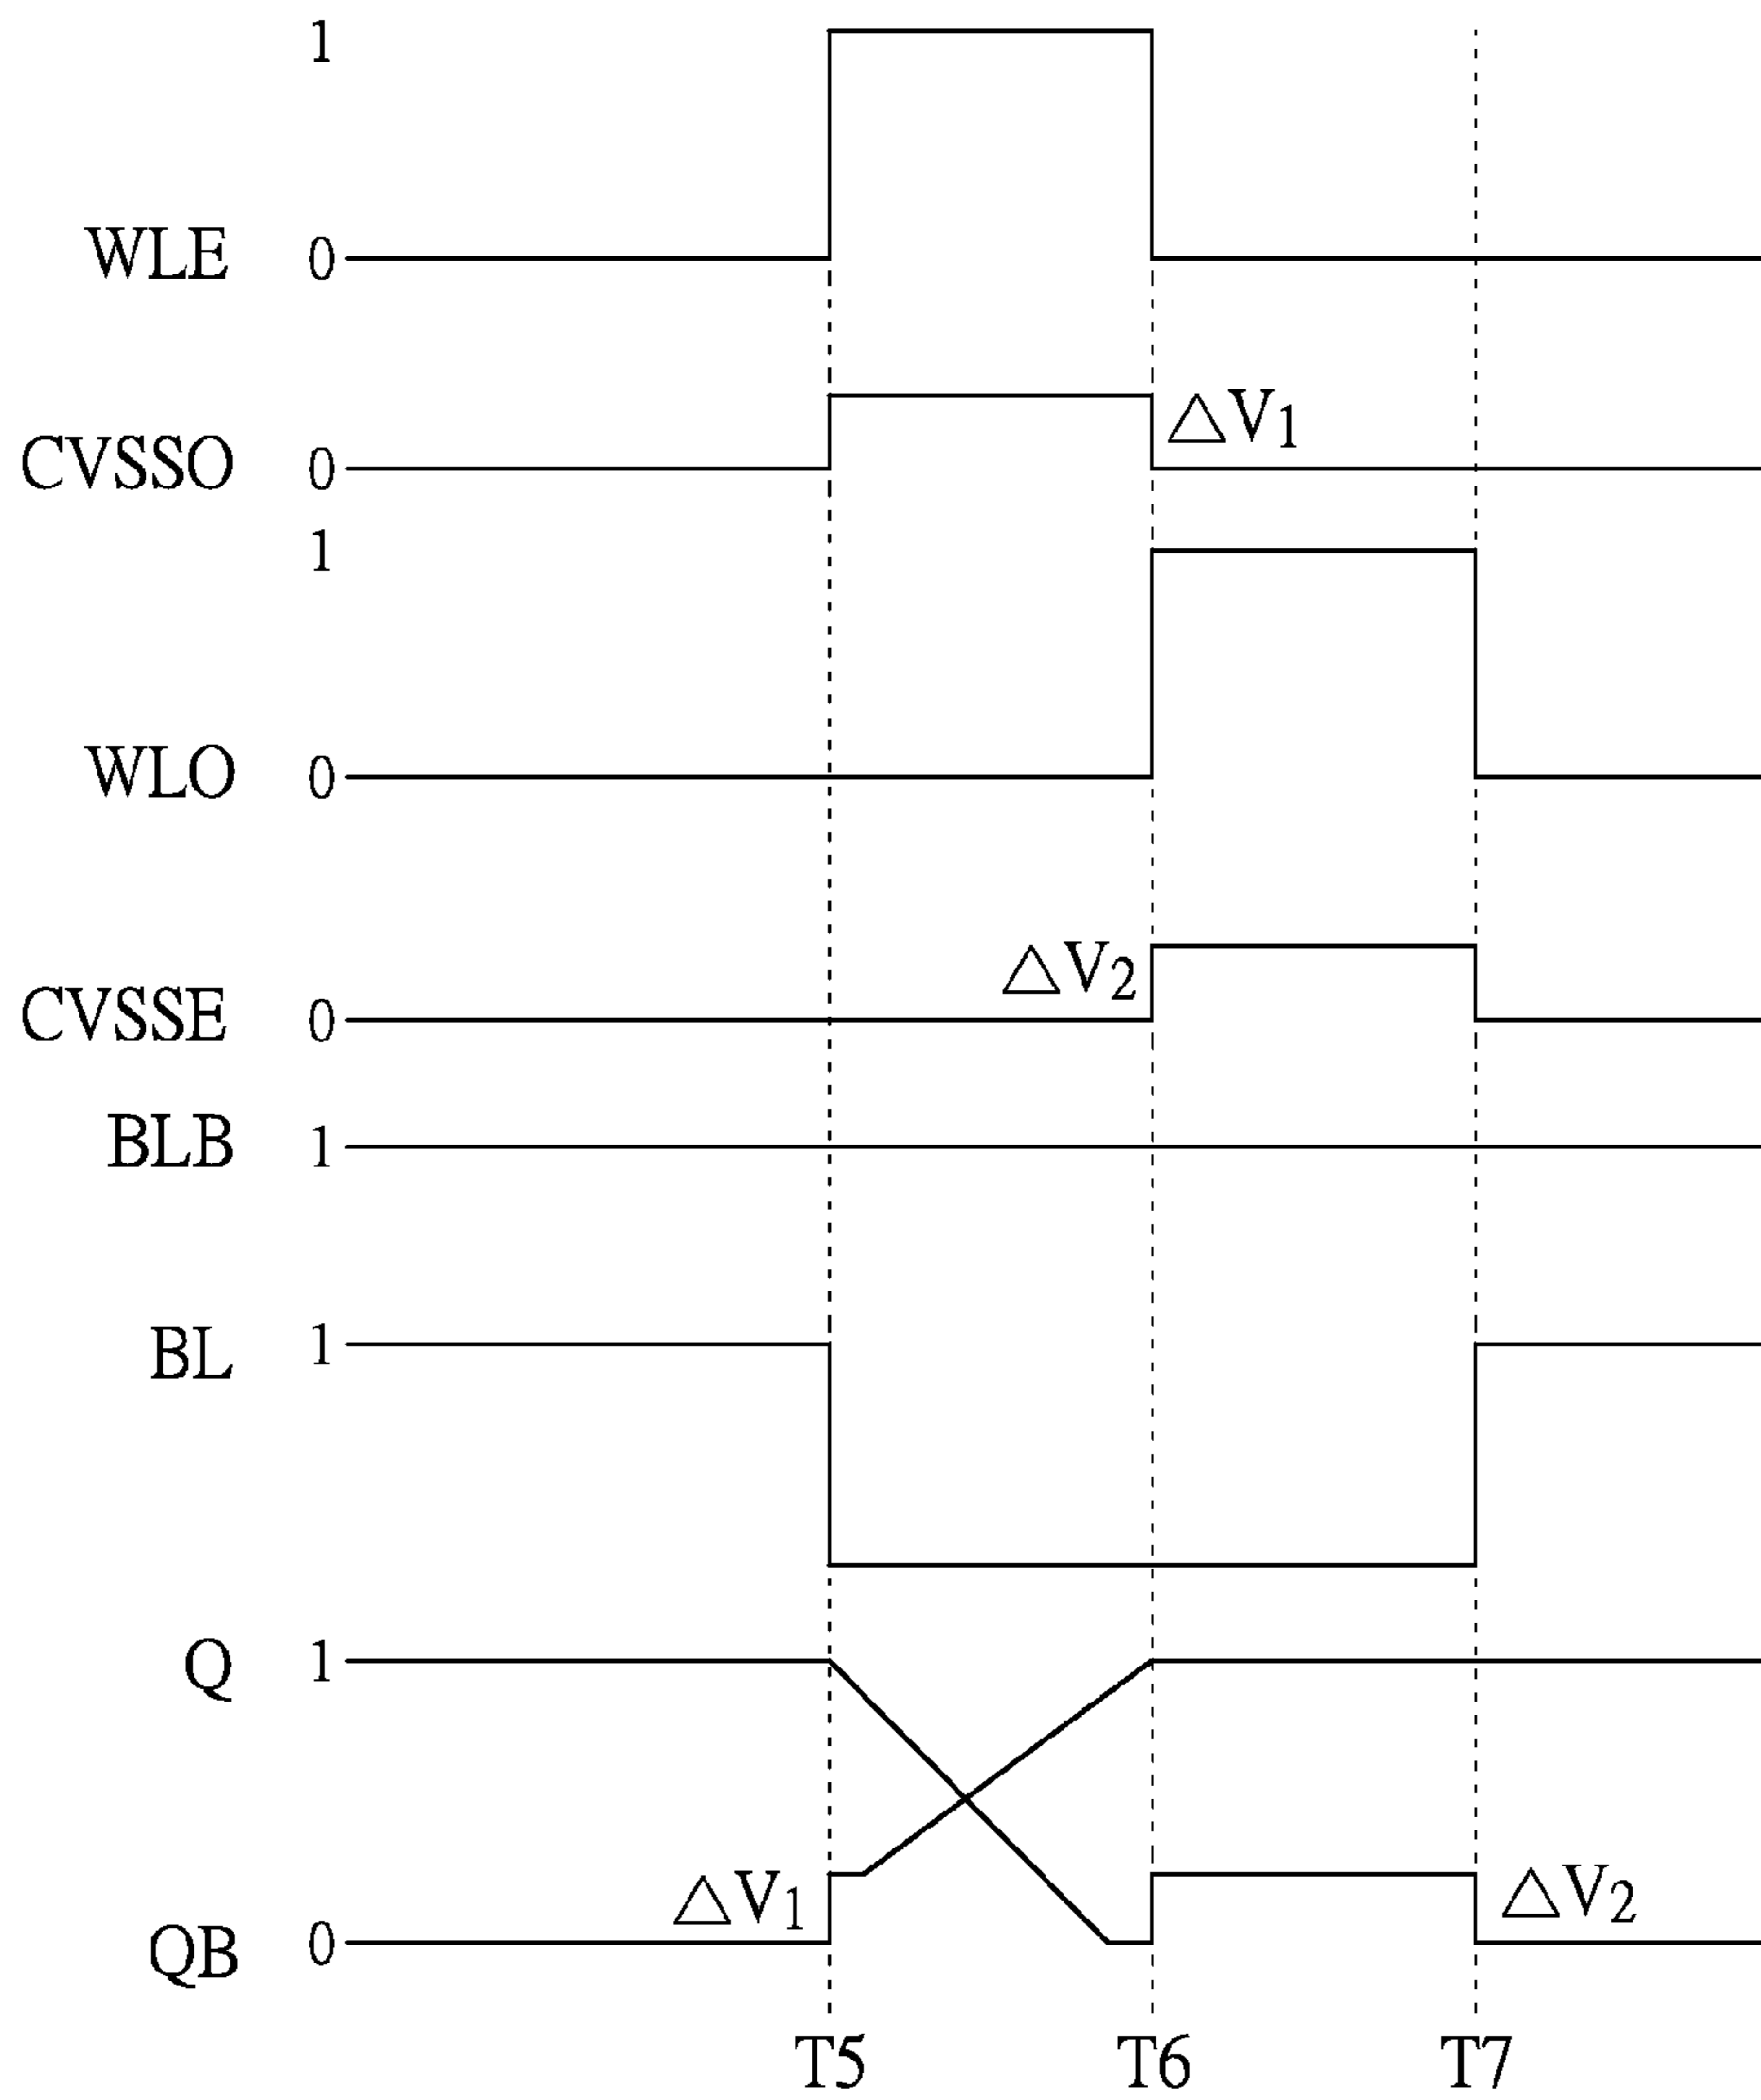 1
WLE 0
△V1
CVSSO 0
1
WLO 0
△V2
CVSSE 0
BLB 1
BL 1
Q 1
△V1 △V2
QB 0
T5 T6 T7